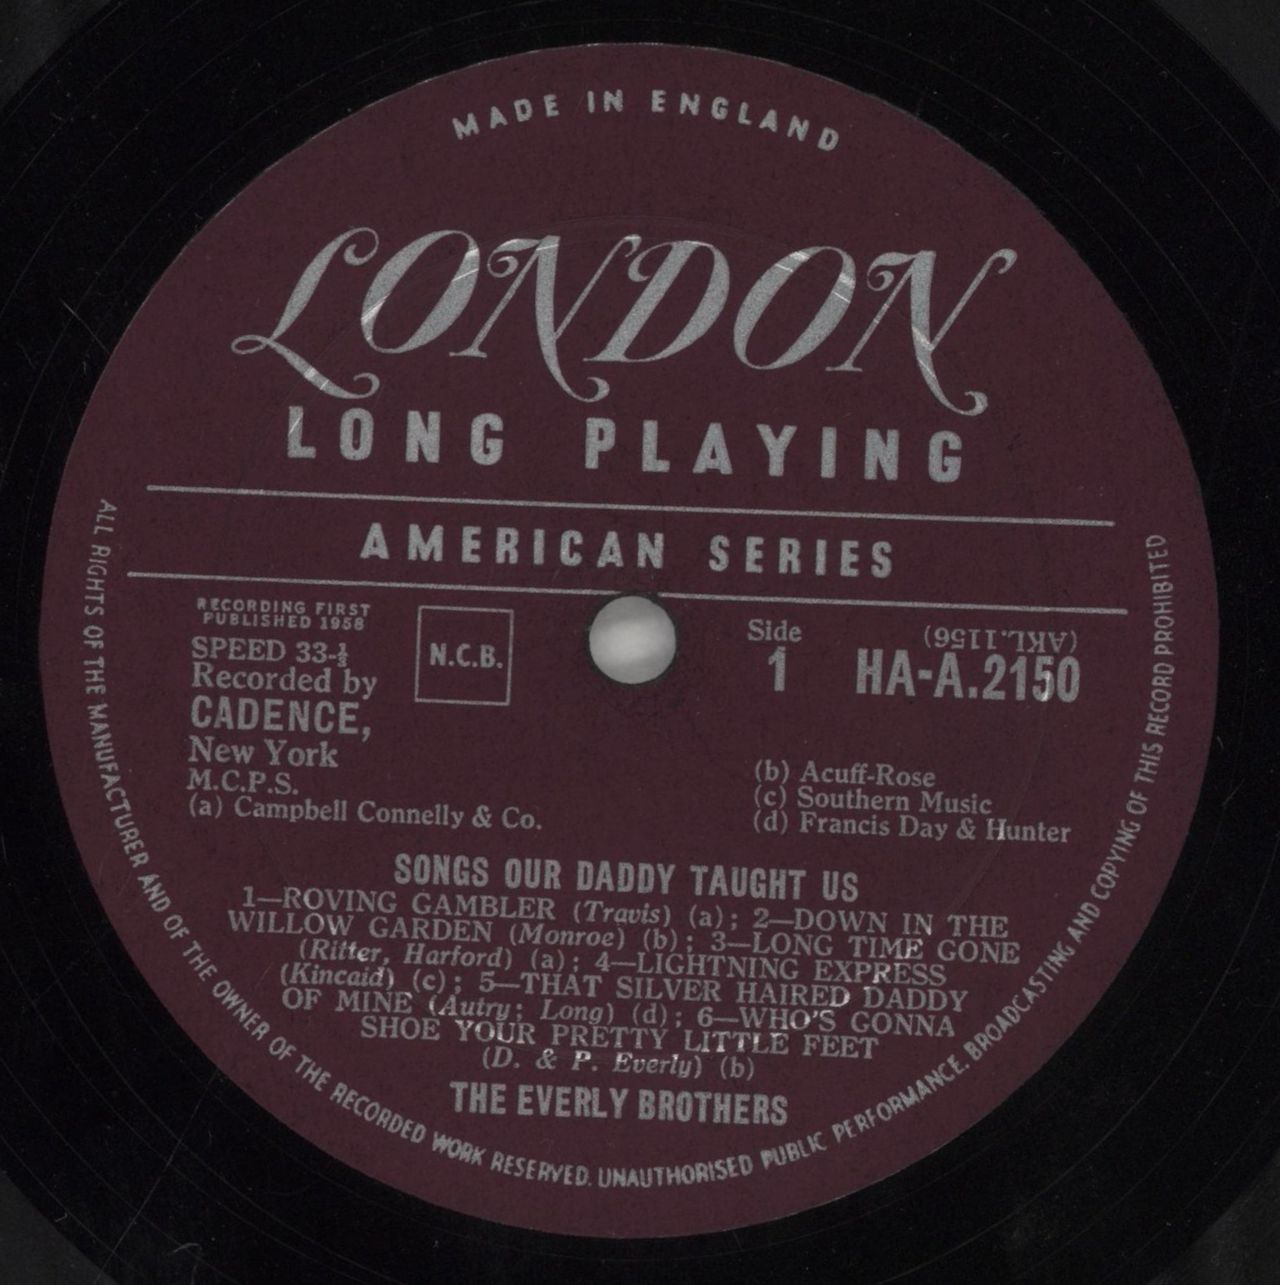 MADE IN ENGLAND
LONDON
LONG PLAYING
AMERICAN SERIES
RECORDING FIRST
PUBLISHED 1958
SPEED 33-⅓
Recorded by
CADENCE,
New York
M.C.P.S.
(a) Campbell Connelly & Co.
N.C.B.
Side
1
(AKL.1156)
HA-A.2150
(b) Acuff-Rose
(c) Southern Music
(d) Francis Day & Hunter
SONGS OUR DADDY TAUGHT US
1—ROVING GAMBLER (Travis) (a); 2—DOWN IN THE
WILLOW GARDEN (Monroe) (b); 3—LONG TIME GONE
(Ritter, Harford) (a); 4—LIGHTNING EXPRESS
(Kincaid) (c); 5—THAT SILVER HAIRED DADDY
OF MINE (Autry; Long) (d); 6—WHO'S GONNA
SHOE YOUR PRETTY LITTLE FEET
(D. & P. Everly) (b)
THE EVERLY BROTHERS
ALL RIGHTS OF THE MANUFACTURER AND OF THE OWNER OF THE RECORDED WORK RESERVED. UNAUTHORISED PUBLIC PERFORMANCE, BROADCASTING AND COPYING OF THIS RECORD PROHIBITED